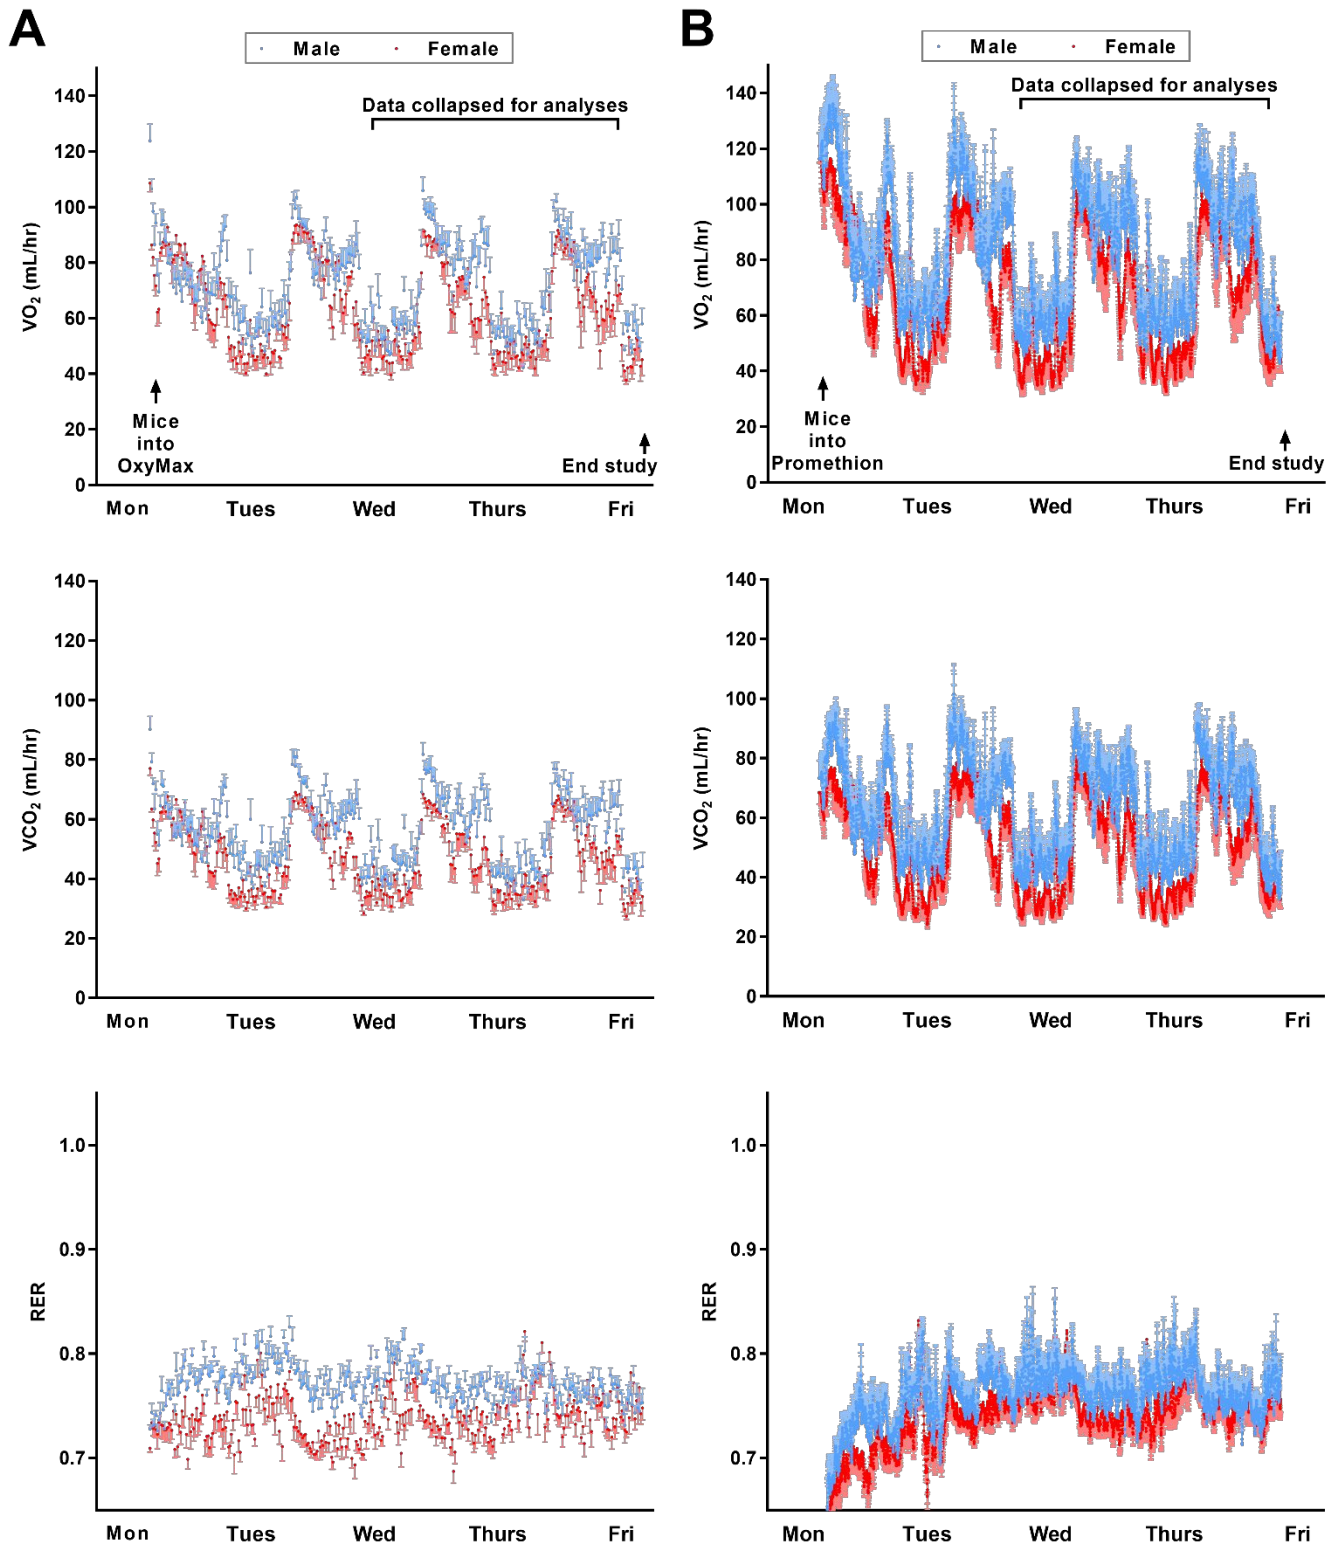 A
Male Female
Data collapsed for analyses
140
120
100
80
60
40
20
0
VO2 (mL/hr)
Mice
into
OxyMax
End study
Mon Tues Wed Thurs Fri
B
Male Female
Data collapsed for analyses
140
120
100
80
60
40
20
0
VO2 (mL/hr)
Mice
into
Promethion
End study
Mon Tues Wed Thurs Fri
140
120
100
80
60
40
20
0
VCO2 (mL/hr)
Mon Tues Wed Thurs Fri
140
120
100
80
60
40
20
0
VCO2 (mL/hr)
Mon Tues Wed Thurs Fri
1.0
0.9
0.8
0.7
RER
Mon Tues Wed Thurs Fri
1.0
0.9
0.8
0.7
RER
Mon Tues Wed Thurs Fri